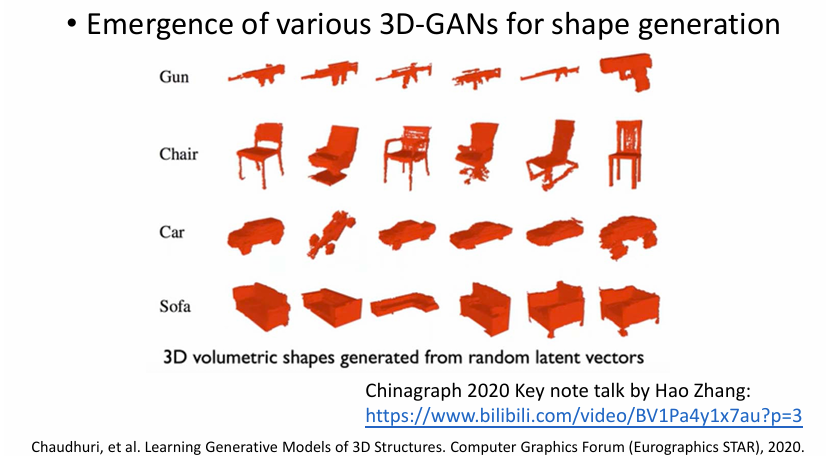 • Emergence of various 3D-GANs for shape generation
Gun
Chair
Car
Sofa
3D volumetric shapes generated from random latent vectors
Chinagraph 2020 Key note talk by Hao Zhang:
https://www.bilibili.com/video/BV1Pa4y1x7au?p=3
Chaudhuri, et al. Learning Generative Models of 3D Structures. Computer Graphics Forum (Eurographics STAR), 2020.